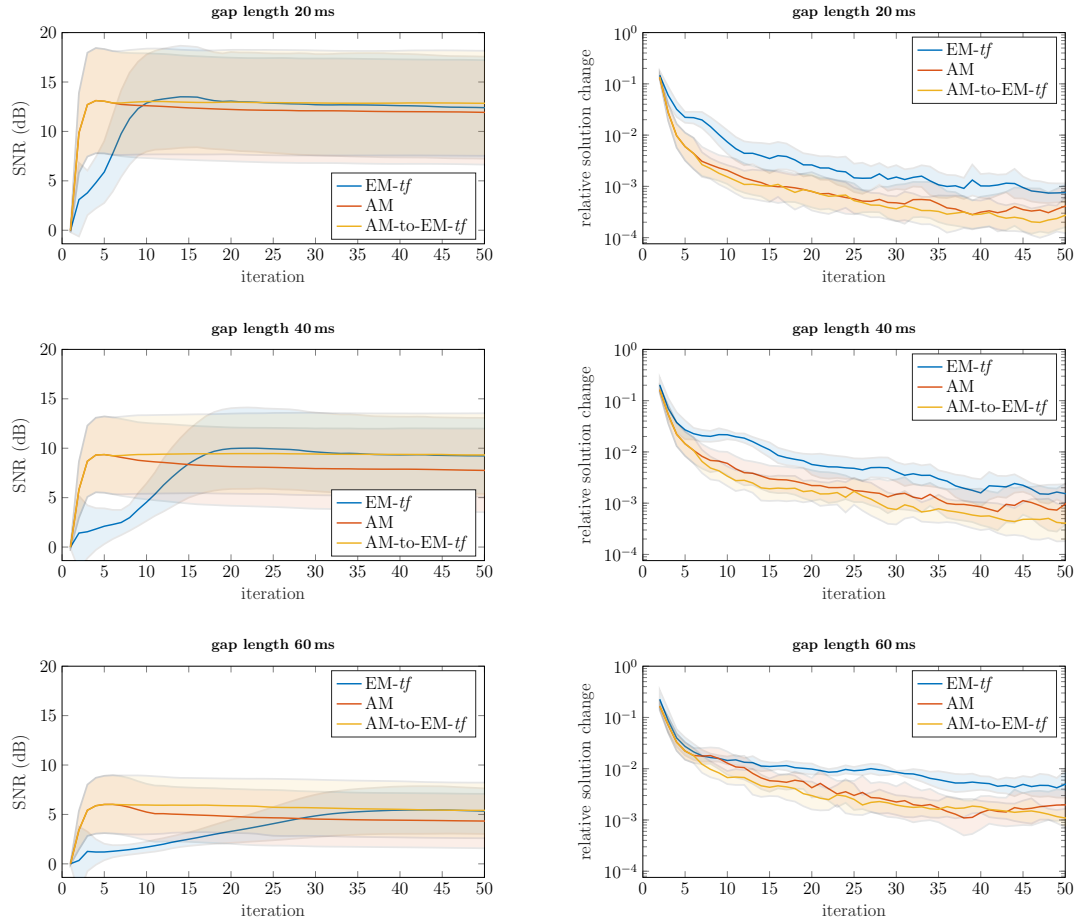 gap length 20 ms
20
15
10
5
0
SNR (dB)
EM-tf
AM
AM-to-EM-tf
0 5 10 15 20 25 30 35 40 45 50
iteration
gap length 20 ms
10^0
10^-1
10^-2
10^-3
10^-4
relative solution change
EM-tf
AM
AM-to-EM-tf
0 5 10 15 20 25 30 35 40 45 50
iteration
gap length 40 ms
20
15
10
5
0
SNR (dB)
EM-tf
AM
AM-to-EM-tf
0 5 10 15 20 25 30 35 40 45 50
iteration
gap length 40 ms
10^0
10^-1
10^-2
10^-3
10^-4
relative solution change
EM-tf
AM
AM-to-EM-tf
0 5 10 15 20 25 30 35 40 45 50
iteration
gap length 60 ms
20
15
10
5
0
SNR (dB)
EM-tf
AM
AM-to-EM-tf
0 5 10 15 20 25 30 35 40 45 50
iteration
gap length 60 ms
10^0
10^-1
10^-2
10^-3
10^-4
relative solution change
EM-tf
AM
AM-to-EM-tf
0 5 10 15 20 25 30 35 40 45 50
iteration